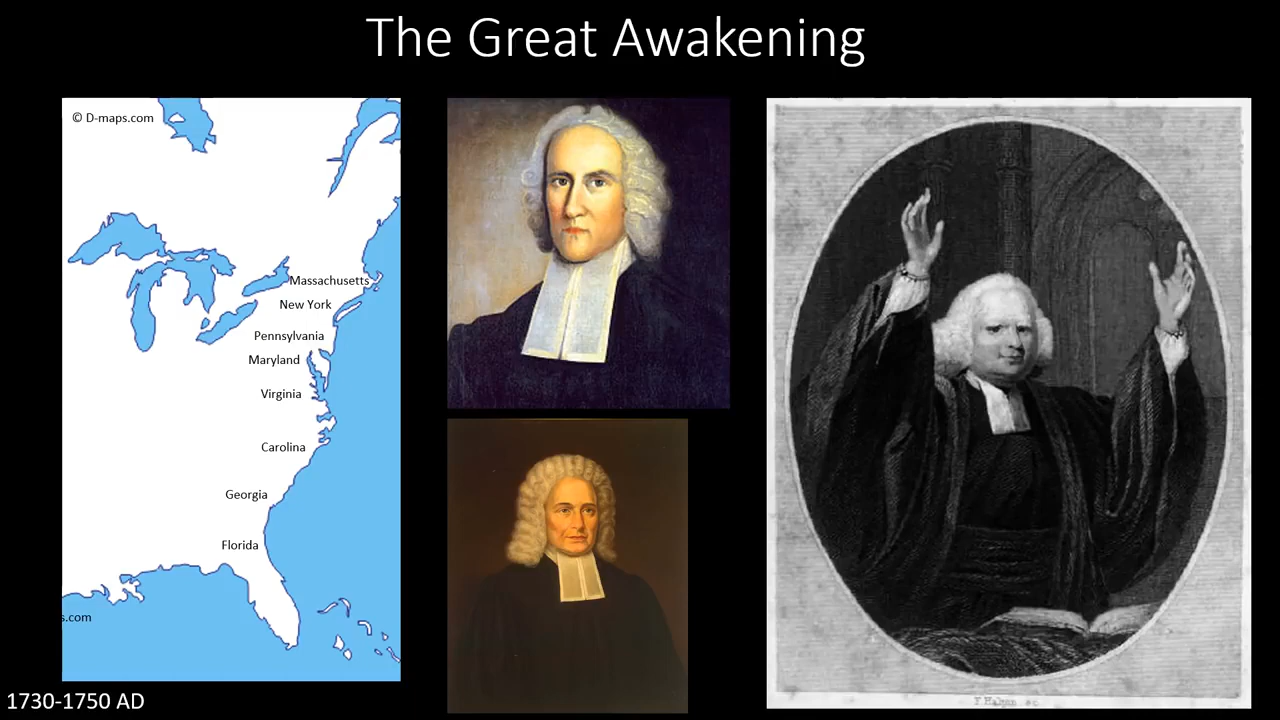 The Great Awakening
© D-maps.com
Massachusetts
New York
Pennsylvania
Maryland
Virginia
Carolina
Georgia
Florida
s.com
1730-1750 AD